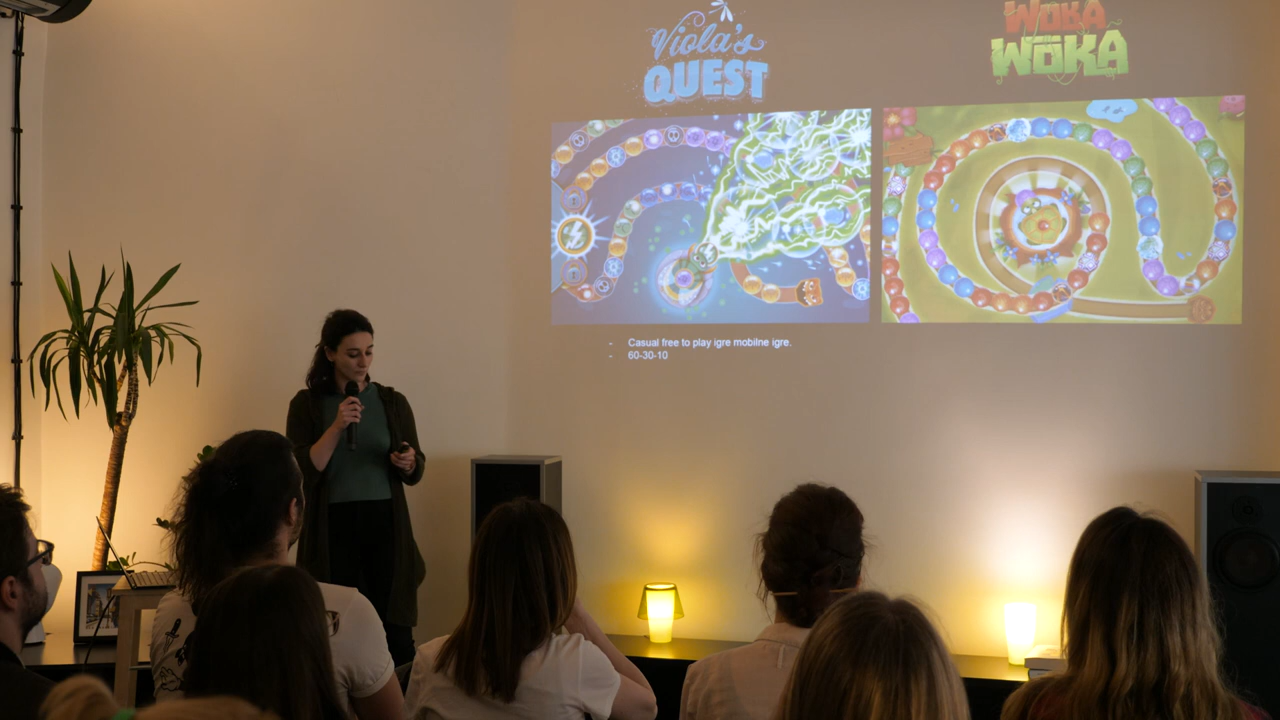 Viola's
QUEST
WOKA
WOKA
- Casual free to play igre mobilne igre.
- 60-30-10